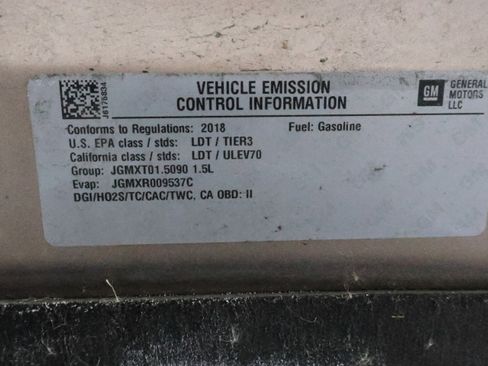 VEHICLE EMISSION
CONTROL INFORMATION
GM
GENERAL
MOTORS
LLC
Conforms to Regulations: 2018 Fuel: Gasoline
U.S. EPA class / stds: LDT / TIER3
California class / stds: LDT / ULEV70
Group: JGMXT01.5090 1.5L
Evap: JGMXR009537C
DGI/HO2S/TC/CAC/TWC, CA OBD: II